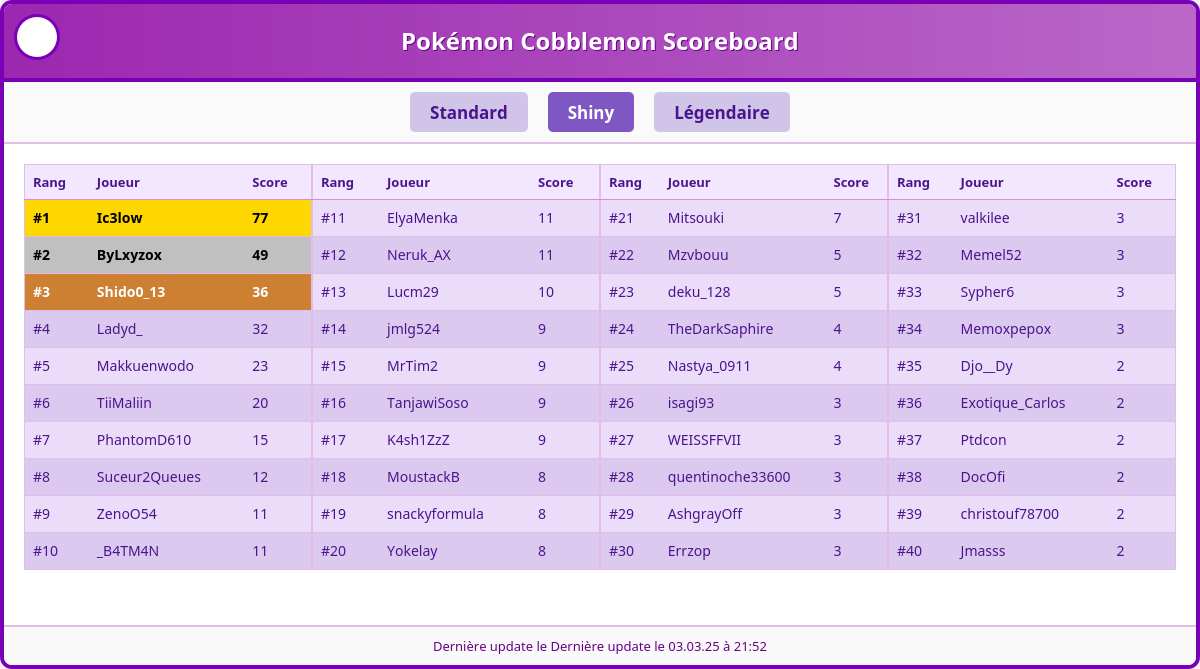 Pokémon Cobblemon Scoreboard
Standard Shiny Légendaire
Rang Joueur Score Rang Joueur Score Rang Joueur Score Rang Joueur Score
#1 Ic3low 77 #11 ElyaMenka 11 #21 Mitsouki 7 #31 valkilee 3
#2 ByLxyzox 49 #12 Neruk_AX 11 #22 Mzvbouu 5 #32 Memel52 3
#3 Shido0_13 36 #13 Lucm29 10 #23 deku_128 5 #33 Sypher6 3
#4 Ladyd_ 32 #14 jmlg524 9 #24 TheDarkSaphire 4 #34 Memoxpepox 3
#5 Makkuenwodo 23 #15 MrTim2 9 #25 Nastya_0911 4 #35 Djo__Dy 2
#6 TiiMaliin 20 #16 TanjawiSoso 9 #26 isagi93 3 #36 Exotique_Carlos 2
#7 PhantomD610 15 #17 K4sh1ZzZ 9 #27 WEISSFFVII 3 #37 Ptdcon 2
#8 Suceur2Queues 12 #18 MoustackB 8 #28 quentinoche33600 3 #38 DocOfi 2
#9 ZenoO54 11 #19 snackyformula 8 #29 AshgrayOff 3 #39 christouf78700 2
#10 _B4TM4N 11 #20 Yokelay 8 #30 Errzop 3 #40 Jmasss 2
Dernière update le Dernière update le 03.03.25 à 21:52